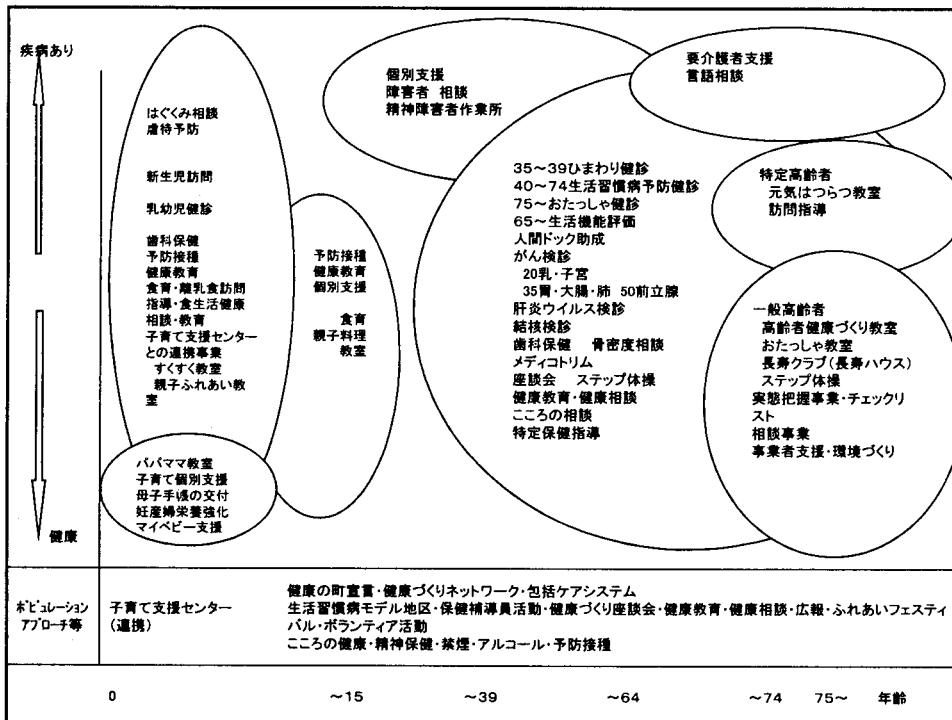 疾病あり
健康
はぐくみ相談
虐待予防
新生児訪問
乳幼児健診
歯科保健
予防接種
健康教育
食育・離乳食訪問
指導・食生活健康
相談・教育
子育て支援センター
との連携事業
すくすく教室
親子ふれあい教
室
パパママ教室
子育て個別支援
母子手帳の交付
妊産婦栄養強化
マイベビー支援
予防接種
健康教育
個別支援
食育
親子料理
教室
個別支援
障害者 相談
精神障害者作業所
35～39ひまわり健診
40～74生活習慣病予防健診
75～おたっしゃ健診
65～生活機能評価
人間ドック助成
がん検診
20乳・子宮
35胃・大腸・肺 50前立腺
肝炎ウイルス検診
結核検診
歯科保健 骨密度相談
メディコトリム
座談会 ステップ体操
健康教育・健康相談
こころの相談
特定保健指導
要介護者支援
言語相談
特定高齢者
元気はつらつ教室
訪問指導
一般高齢者
高齢者健康づくり教室
おたっしゃ教室
長寿クラブ(長寿ハウス)
ステップ体操
実態把握事業・チェックリ
スト
相談事業
事業者支援・環境づくり
ポピュレーション
アプローチ等
子育て支援センター
(連携)
健康の町宣言・健康づくりネットワーク・包括ケアシステム
生活習慣病モデル地区・保健補導員活動・健康づくり座談会・健康教育・健康相談・広報・ふれあいフェスティ
バル・ボランティア活動
こころの健康・精神保健・禁煙・アルコール・予防接種
0 ～15 ～39 ～64 ～74 75～ 年齢